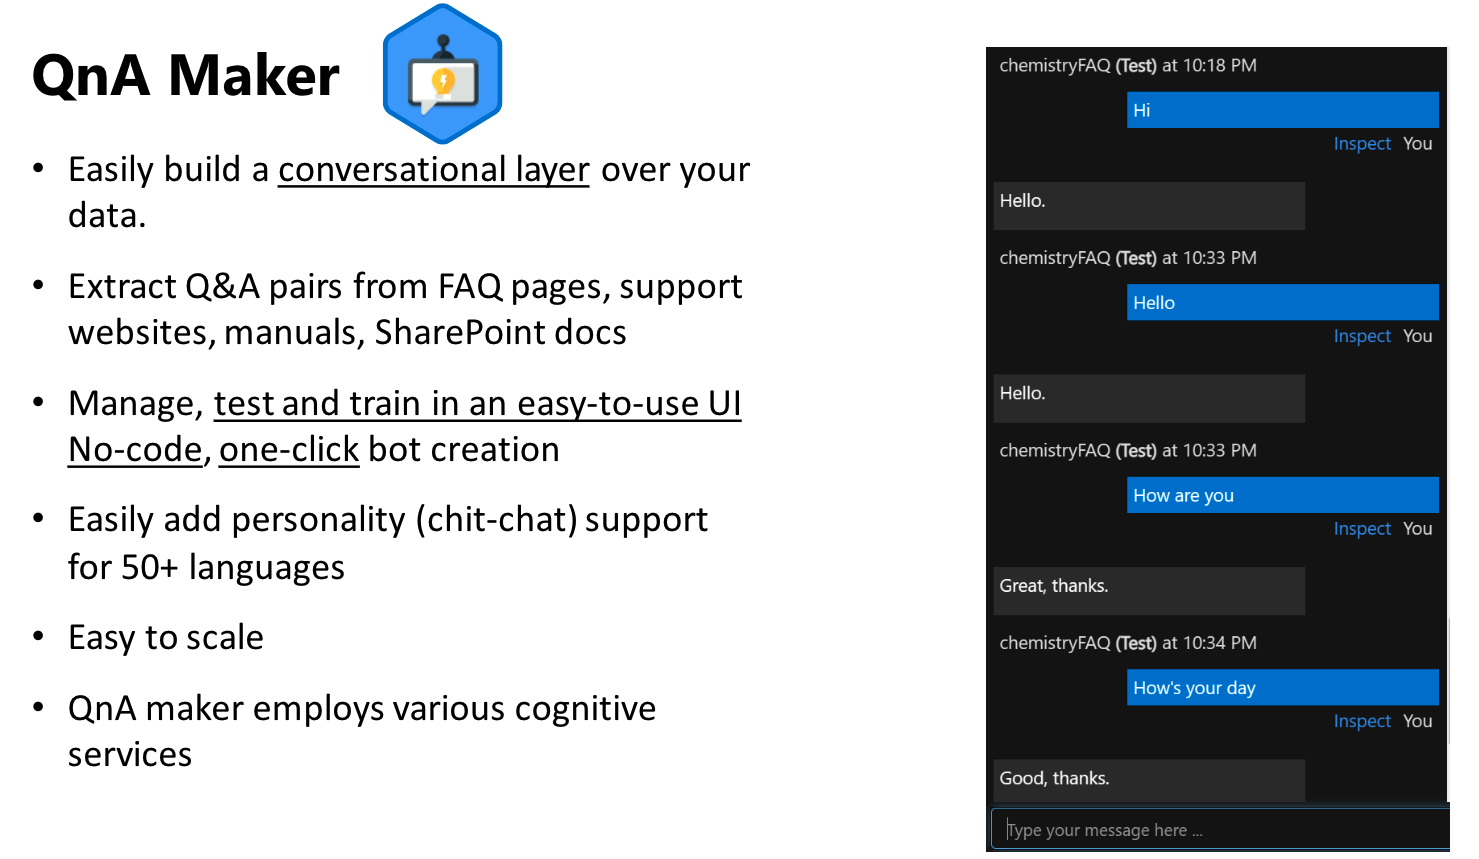 QnA Maker
• Easily build a conversational layer over your
data.
• Extract Q&A pairs from FAQ pages, support
websites, manuals, SharePoint docs
• Manage, test and train in an easy-to-use UI
No-code, one-click bot creation
• Easily add personality (chit-chat) support
for 50+ languages
• Easy to scale
• QnA maker employs various cognitive
services
chemistryFAQ (Test) at 10:18 PM
Hi
Inspect You
Hello.
chemistryFAQ (Test) at 10:33 PM
Hello
Inspect You
Hello.
chemistryFAQ (Test) at 10:33 PM
How are you
Inspect You
Great, thanks.
chemistryFAQ (Test) at 10:34 PM
How's your day
Inspect You
Good, thanks.
Type your message here ...